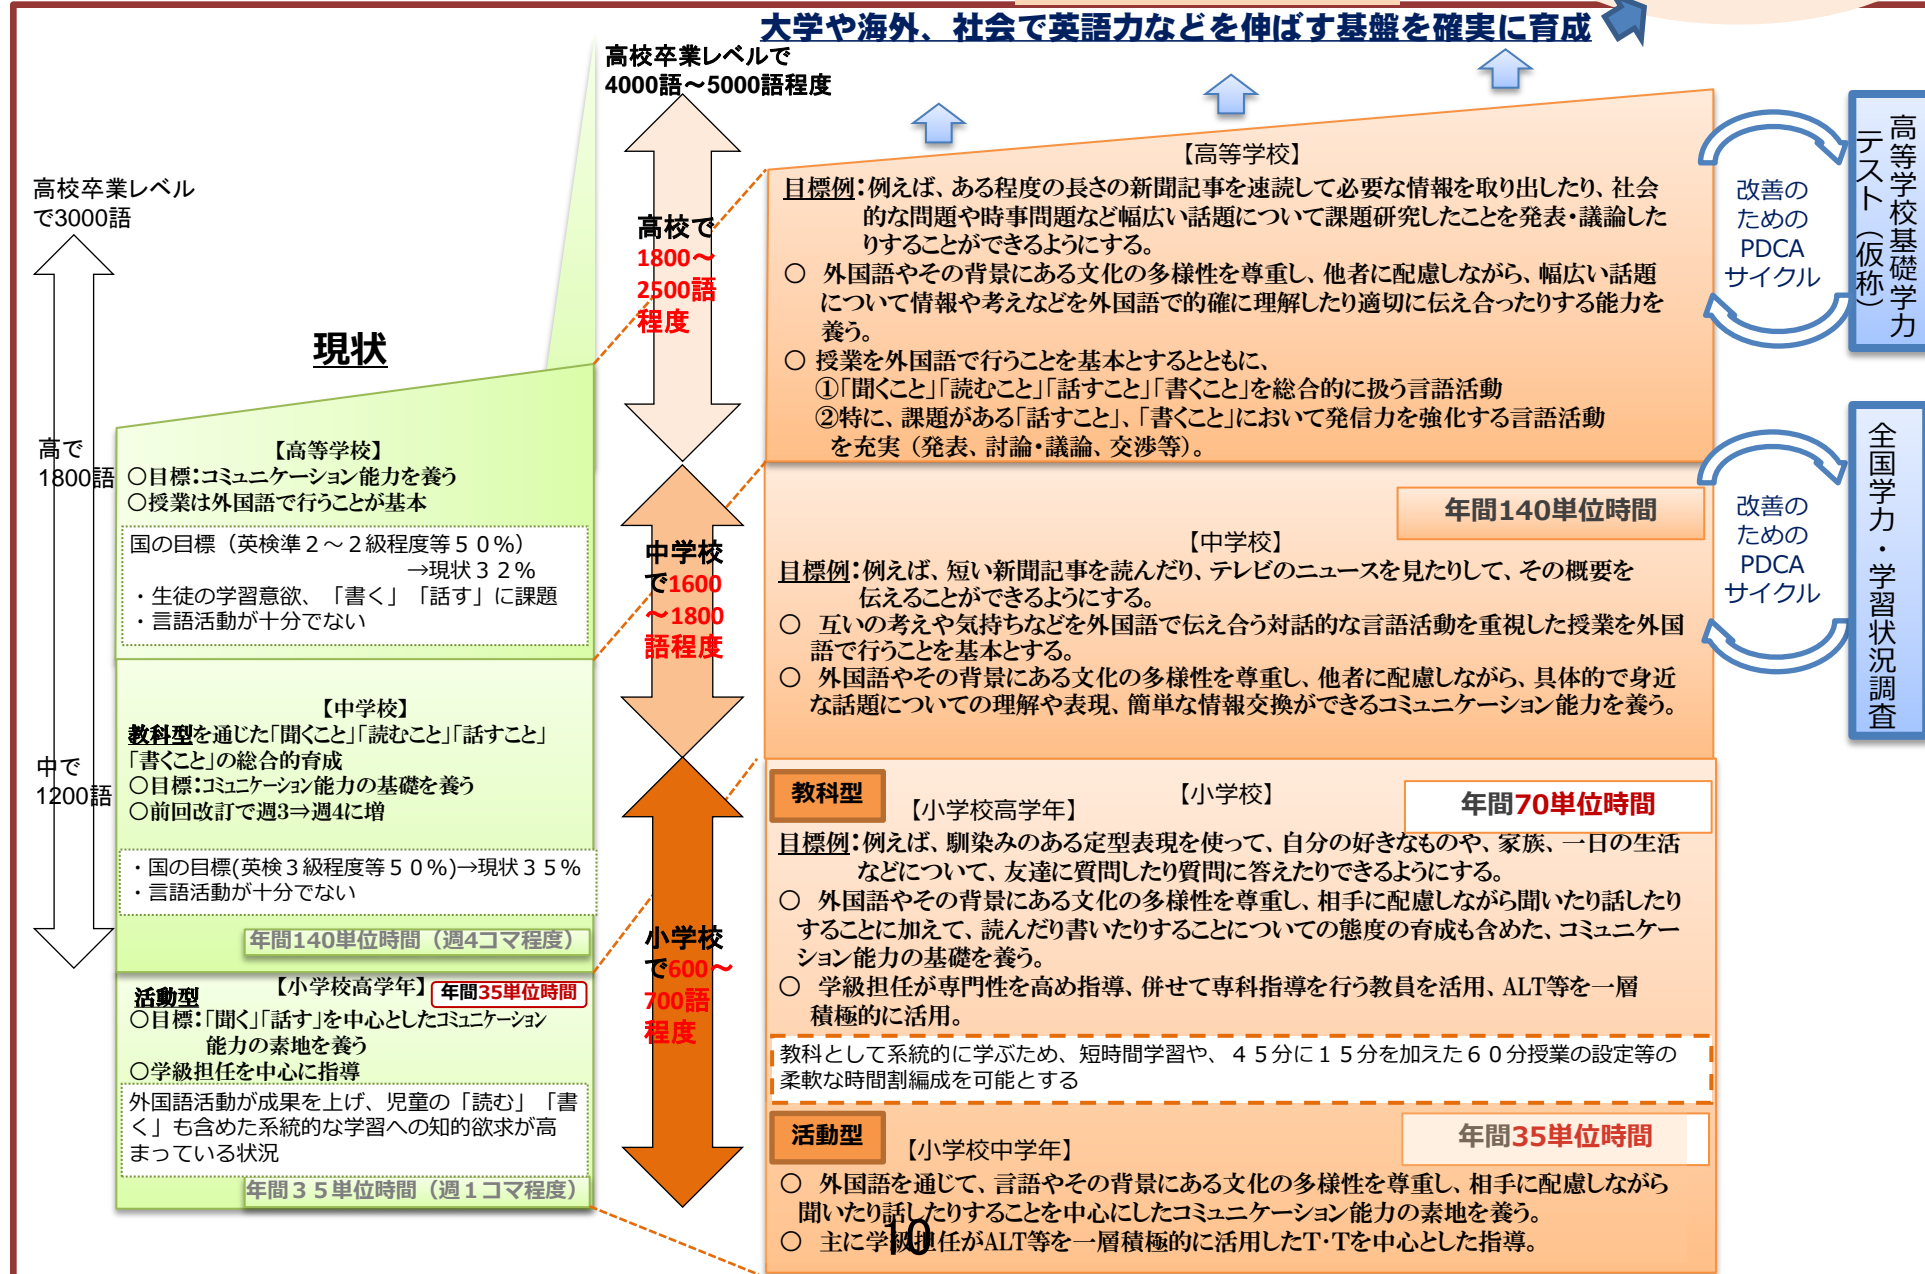 大学や海外、社会で英語力などを伸ばす基盤を確実に育成
高校卒業レベルで
4000語～5000語程度
高校卒業レベル
で3000語
高で
1800語
中で
1200語
現状
【高等学校】
○目標：コミュニケーション能力を養う
○授業は外国語で行うことが基本
国の目標（英検準２～２級程度等５０％）
→現状３２％
・生徒の学習意欲、「書く」「話す」に課題
・言語活動が十分でない
【中学校】
教科型を通じた「聞くこと」「読むこと」「話すこと」
「書くこと」の総合的育成
○目標：コミュニケーション能力の基礎を養う
○前回改訂で週3⇒週4に増
・国の目標(英検３級程度等５０%)→現状３５%
・言語活動が十分でない
年間140単位時間（週4コマ程度）
【小学校高学年】
年間35単位時間
活動型
○目標：「聞く」「話す」を中心としたコミュニケーション
能力の素地を養う
○学級担任を中心に指導
外国語活動が成果を上げ、児童の「読む」「書
く」も含めた系統的な学習への知的欲求が高
まっている状況
年間３５単位時間（週１コマ程度）
高校で
1800～
2500語
程度
中学校
で1600
～1800
語程度
小学校
で600～
700語
程度
【高等学校】
目標例：例えば、ある程度の長さの新聞記事を速読して必要な情報を取り出したり、社会
的な問題や時事問題など幅広い話題について課題研究したことを発表・議論した
りすることができるようにする。
○ 外国語やその背景にある文化の多様性を尊重し、他者に配慮しながら、幅広い話題
について情報や考えなどを外国語で的確に理解したり適切に伝え合ったりする能力を
養う。
○ 授業を外国語で行うことを基本とするとともに、
①「聞くこと」「読むこと」「話すこと」「書くこと」を総合的に扱う言語活動
②特に、課題がある「話すこと」、「書くこと」において発信力を強化する言語活動
を充実（発表、討論・議論、交渉等）。
年間140単位時間
【中学校】
目標例：例えば、短い新聞記事を読んだり、テレビのニュースを見たりして、その概要を
伝えることができるようにする。
○ 互いの考えや気持ちなどを外国語で伝え合う対話的な言語活動を重視した授業を外国
語で行うことを基本とする。
○ 外国語やその背景にある文化の多様性を尊重し、他者に配慮しながら、具体的で身近
な話題についての理解や表現、簡単な情報交換ができるコミュニケーション能力を養う。
教科型
【小学校高学年】
【小学校】
年間70単位時間
目標例：例えば、馴染みのある定型表現を使って、自分の好きなものや、家族、一日の生活
などについて、友達に質問したり質問に答えたりできるようにする。
○ 外国語やその背景にある文化の多様性を尊重し、相手に配慮しながら聞いたり話したり
することに加えて、読んだり書いたりすることについての態度の育成も含めた、コミュニケー
ション能力の基礎を養う。
○ 学級担任が専門性を高め指導、併せて専科指導を行う教員を活用、ALT等を一層
積極的に活用。
教科として系統的に学ぶため、短時間学習や、４５分に１５分を加えた６０分授業の設定等の
柔軟な時間割編成を可能とする
活動型
【小学校中学年】
年間35単位時間
○ 外国語を通じて、言語やその背景にある文化の多様性を尊重し、相手に配慮しながら
聞いたり話したりすることを中心にしたコミュニケーション能力の素地を養う。
○ 主に学級担任がALT等を一層積極的に活用したT・Tを中心とした指導。
10
改善の
ための
PDCA
サイクル
高等学校基礎学力
テスト（仮称）
改善の
ための
PDCA
サイクル
全国学力・学習状況調査